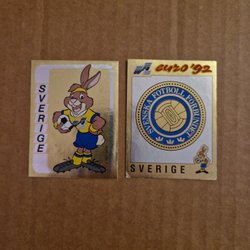 SVERIGE
euro '92
SVENSKA FOTBOLL FÖRBUNDET
SVERIGE